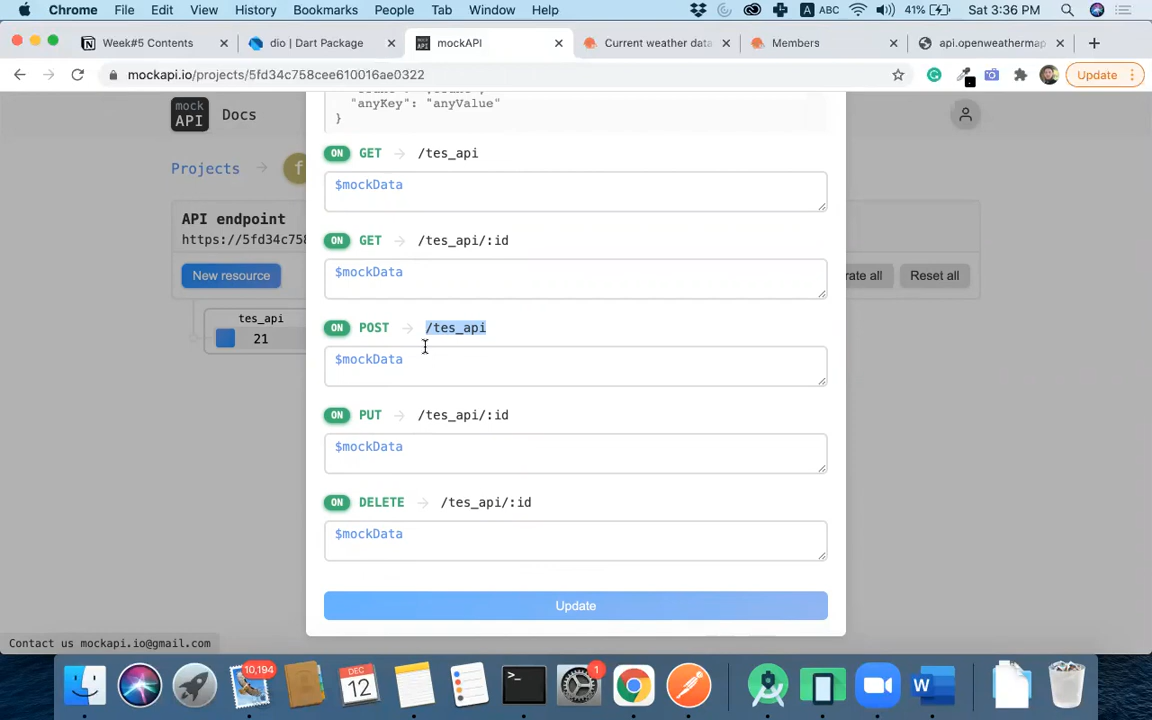 Chrome File Edit View History Bookmarks People Tab Window Help A ABC 41% Sat 3:36 PM
Week#5 Contents dio | Dart Package mockAPI Current weather data Members api.openweathermap
mockapi.io/projects/5fd34c758cee610016ae0322 Update
mock
API
Docs
"anyKey": "anyValue"
}
Projects f
API endpoint
https://5fd34c758
New resource rate all Reset all
tes_api
21
ON GET /tes_api
$mockData
ON GET /tes_api/:id
$mockData
ON POST /tes_api
$mockData
ON PUT /tes_api/:id
$mockData
ON DELETE /tes_api/:id
$mockData
Update
Contact us mockapi.io@gmail.com
10,194
DEC
12
1
W